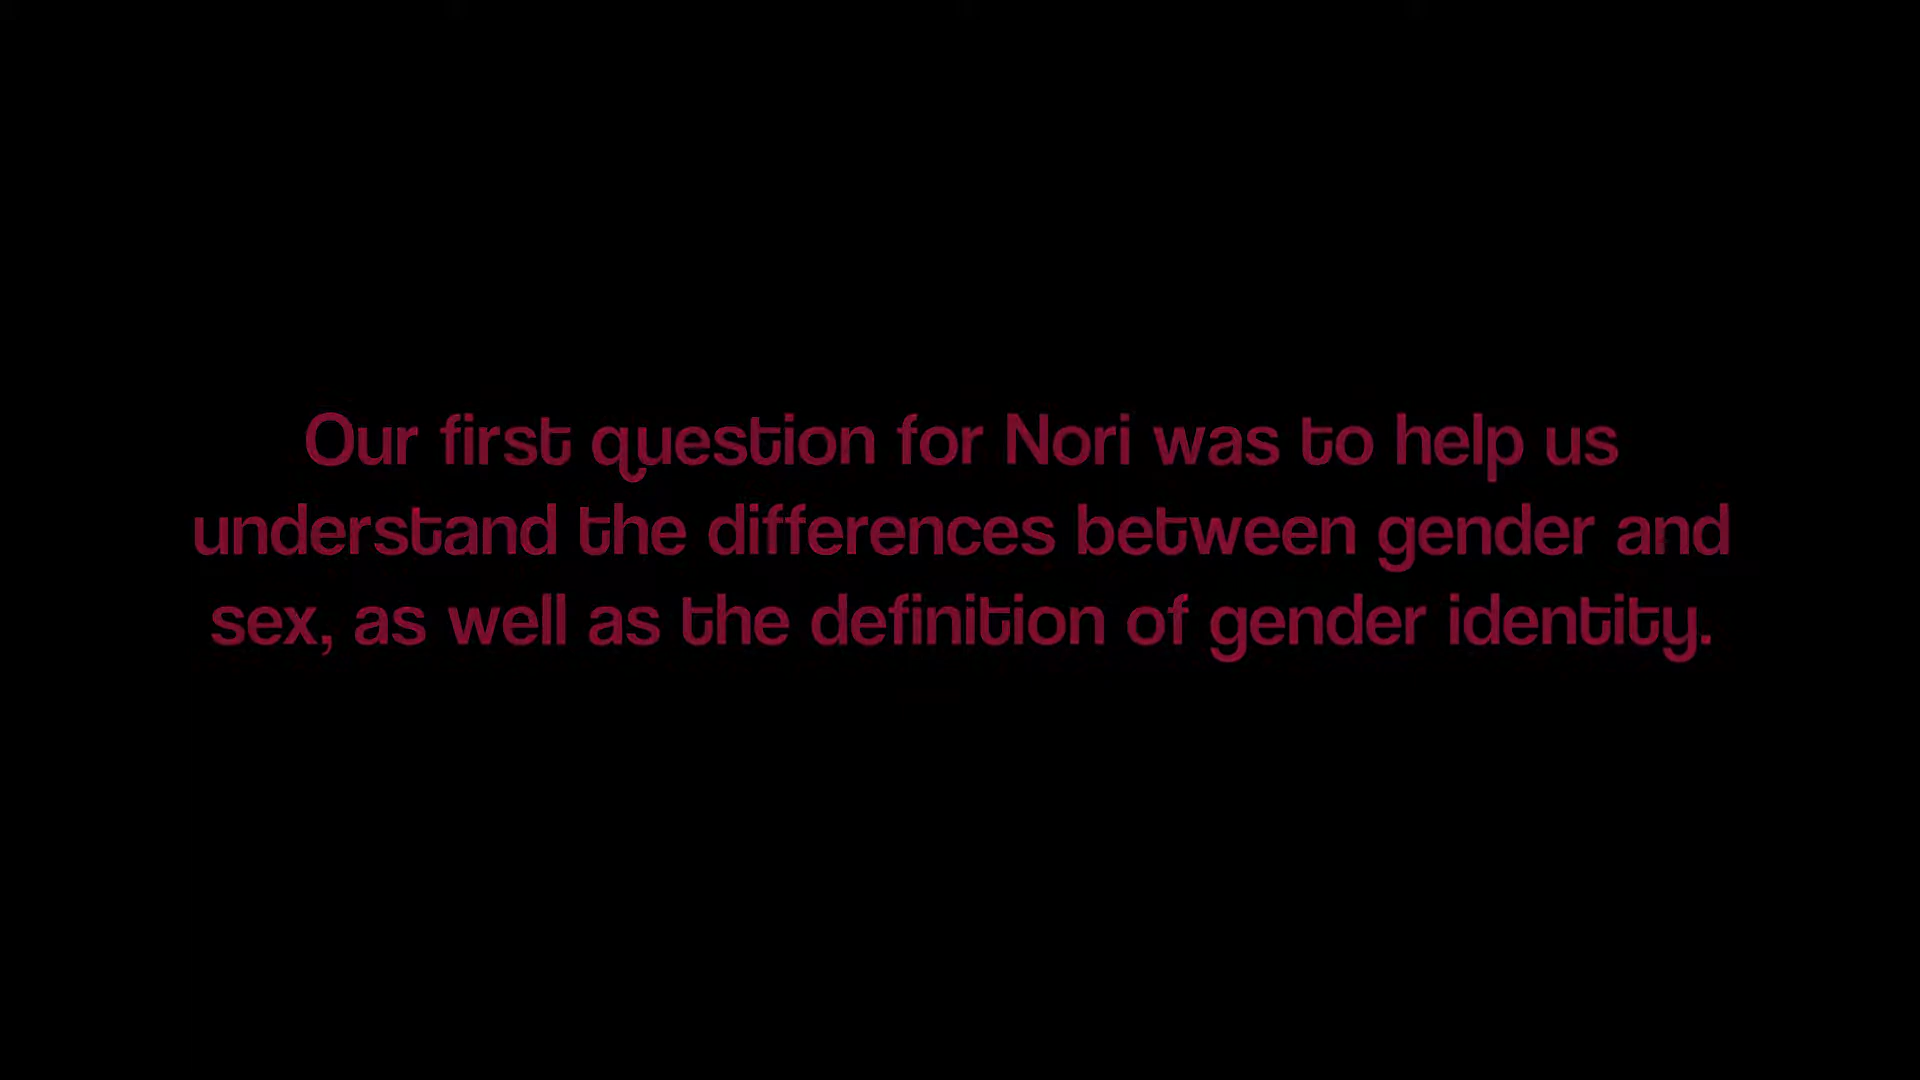 Our first question for Nori was to help us
understand the differences between gender and
sex, as well as the definition of gender identity.